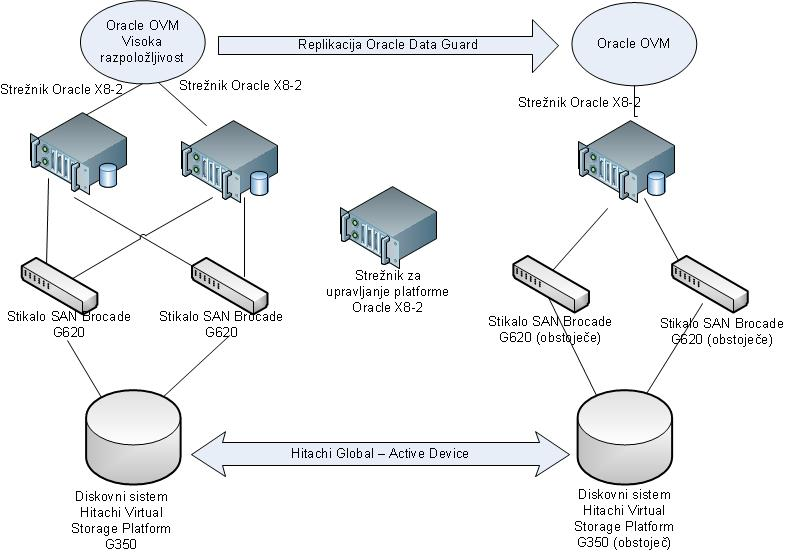 Oracle OVM
Visoka
razpoložljivost
Replikacija Oracle Data Guard
Oracle OVM
Strežnik Oracle X8-2
Strežnik Oracle X8-2
Strežnik Oracle X8-2
Strežnik za
upravljanje platforme
Oracle X8-2
Stikalo SAN Brocade
G620
Stikalo SAN Brocade
G620
Stikalo SAN Brocade
G620 (obstoječe)
Stikalo SAN Brocade
G620 (obstoječe)
Hitachi Global – Active Device
Diskovni sistem
Hitachi Virtual
Storage Platform
G350
Diskovni sistem
Hitachi Virtual
Storage Platform
G350 (obstoječ)